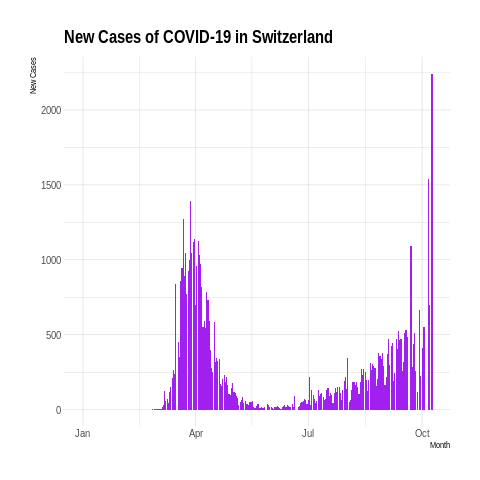 New Cases of COVID-19 in Switzerland
New Cases
2000
1500
1000
500
0
Jan Apr Jul Oct
Month